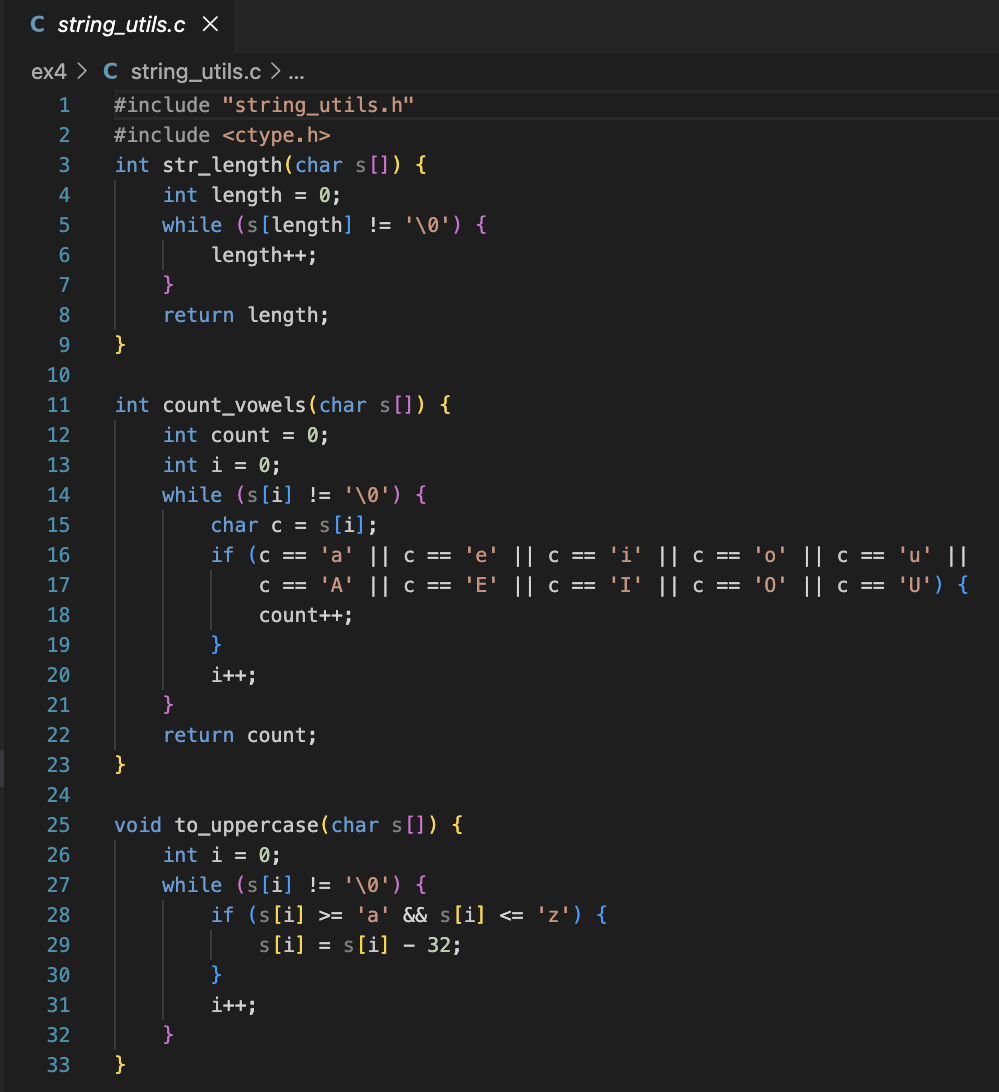 C string_utils.c ×
ex4 > C string_utils.c > ...
1 #include "string_utils.h"
2 #include <ctype.h>
3 int str_length(char s[]) {
4     int length = 0;
5     while (s[length] != '\0') {
6         length++;
7     }
8     return length;
9 }
10
11 int count_vowels(char s[]) {
12     int count = 0;
13     int i = 0;
14     while (s[i] != '\0') {
15         char c = s[i];
16         if (c == 'a' || c == 'e' || c == 'i' || c == 'o' || c == 'u' ||
17             c == 'A' || c == 'E' || c == 'I' || c == 'O' || c == 'U') {
18             count++;
19         }
20         i++;
21     }
22     return count;
23 }
24
25 void to_uppercase(char s[]) {
26     int i = 0;
27     while (s[i] != '\0') {
28         if (s[i] >= 'a' && s[i] <= 'z') {
29             s[i] = s[i] - 32;
30         }
31         i++;
32     }
33 }